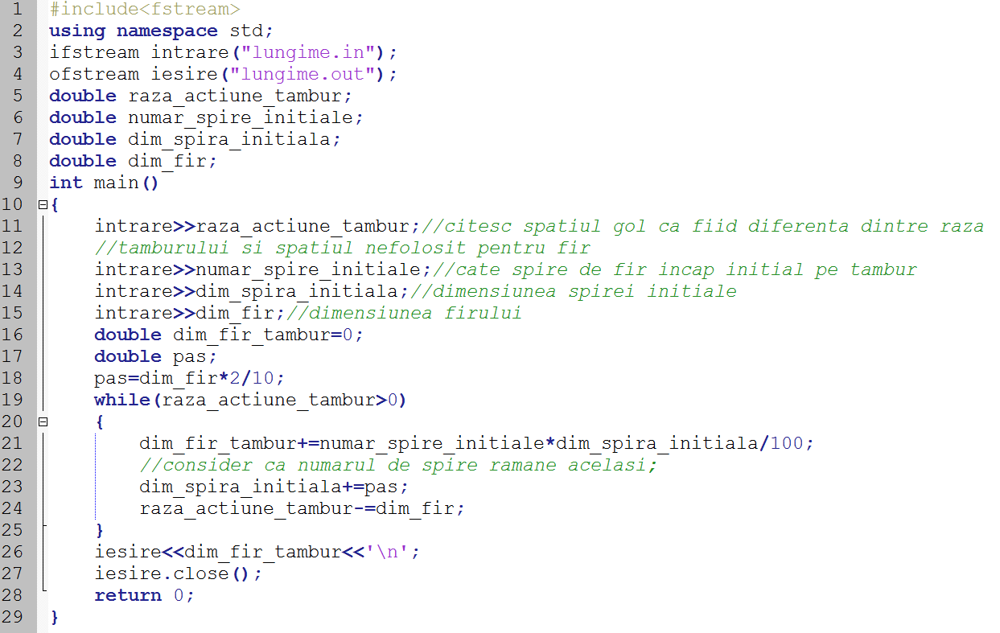 1 #include<fstream>
2 using namespace std;
3 ifstream intrare("lungime.in");
4 ofstream iesire("lungime.out");
5 double raza_actiune_tambur;
6 double numar_spire_initiale;
7 double dim_spira_initiala;
8 double dim_fir;
9 int main()
10 {
11     intrare>>raza_actiune_tambur;//citesc spatiul gol ca fiid diferenta dintre raza
12     //tamburului si spatiul nefolosit pentru fir
13     intrare>>numar_spire_initiale;//cate spire de fir incap initial pe tambur
14     intrare>>dim_spira_initiala;//dimensiunea spirei initiale
15     intrare>>dim_fir;//dimensiunea firului
16     double dim_fir_tambur=0;
17     double pas;
18     pas=dim_fir*2/10;
19     while(raza_actiune_tambur>0)
20     {
21         dim_fir_tambur+=numar_spire_initiale*dim_spira_initiala/100;
22         //consider ca numarul de spire ramane acelasi;
23         dim_spira_initiala+=pas;
24         raza_actiune_tambur-=dim_fir;
25     }
26     iesire<<dim_fir_tambur<<'\n';
27     iesire.close();
28     return 0;
29 }